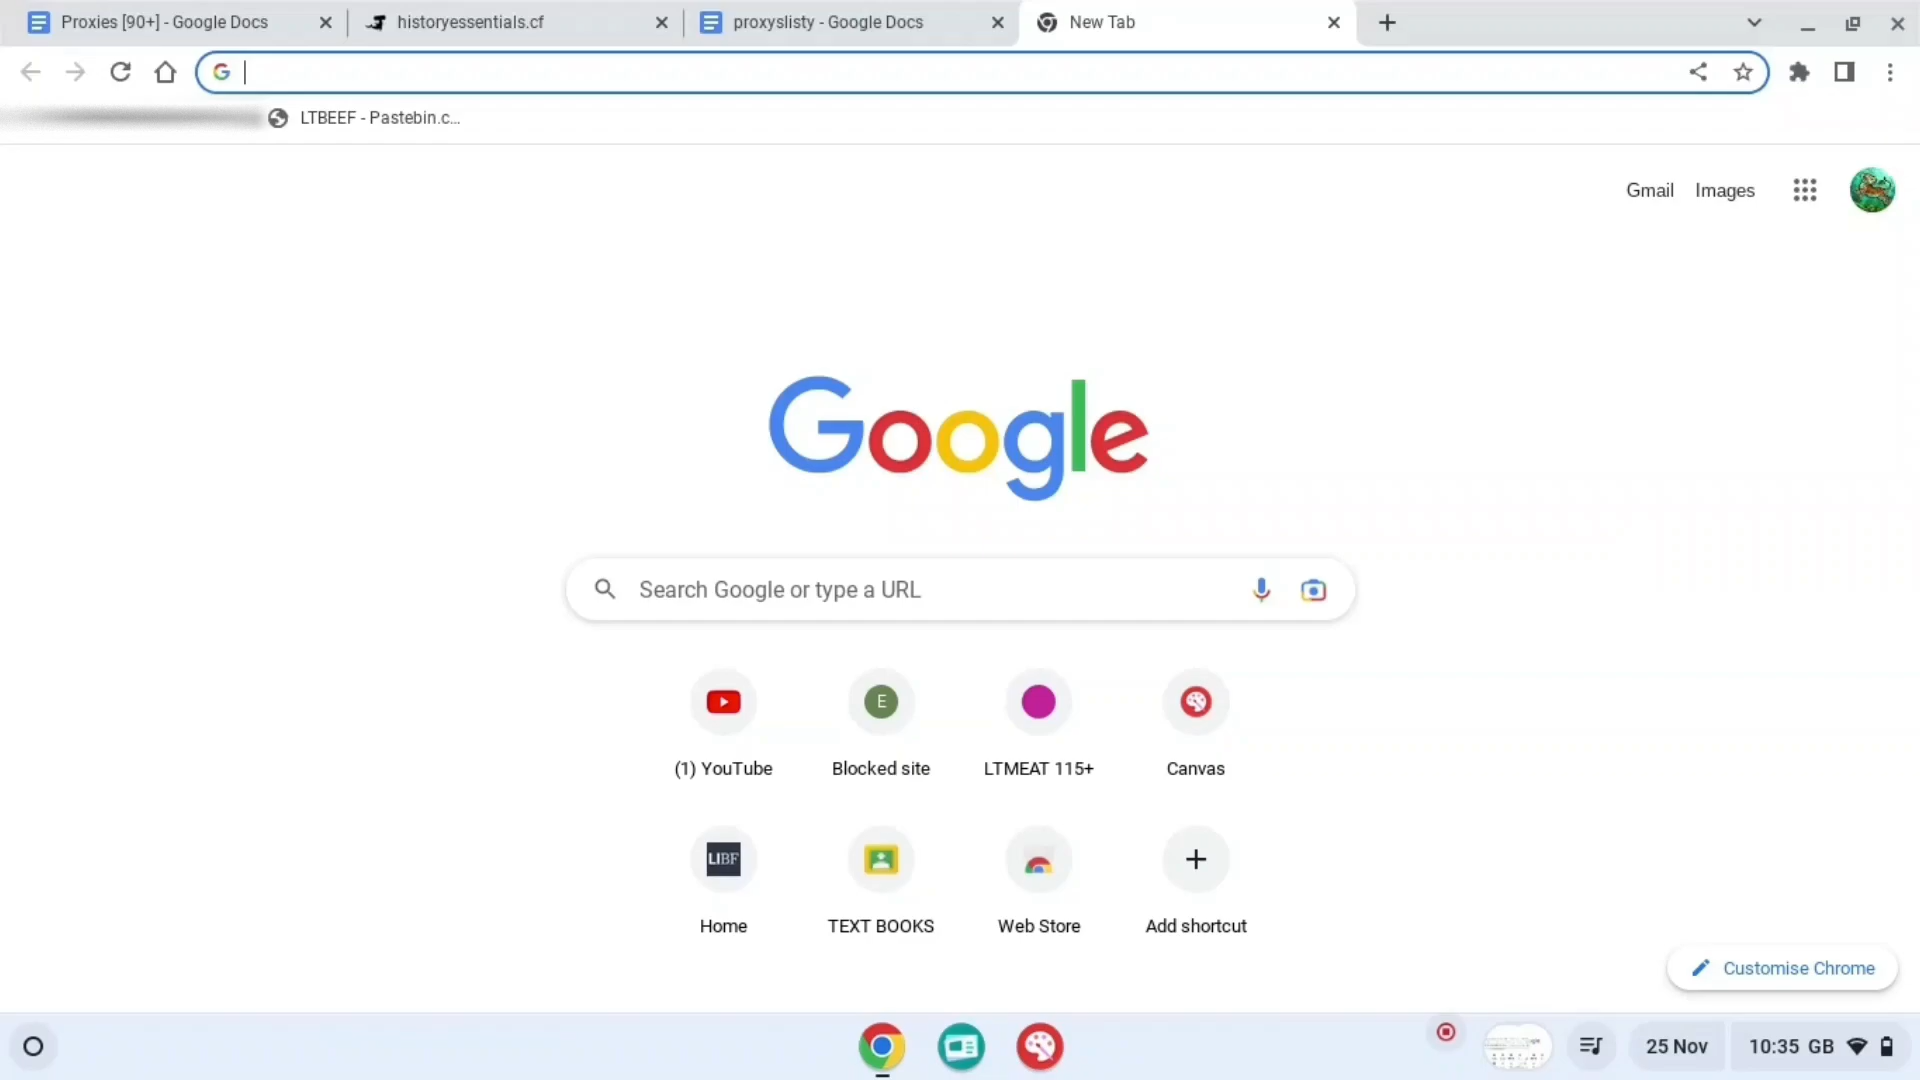 Proxies [90+] - Google Docs
historyessentials.cf
proxyslisty - Google Docs
New Tab
LTBEEF - Pastebin.c...
Gmail Images
Google
Search Google or type a URL
E
(1) YouTube
Blocked site
LTMEAT 115+
Canvas
LIBF
Home
TEXT BOOKS
Web Store
Add shortcut
Customise Chrome
25 Nov
10:35 GB